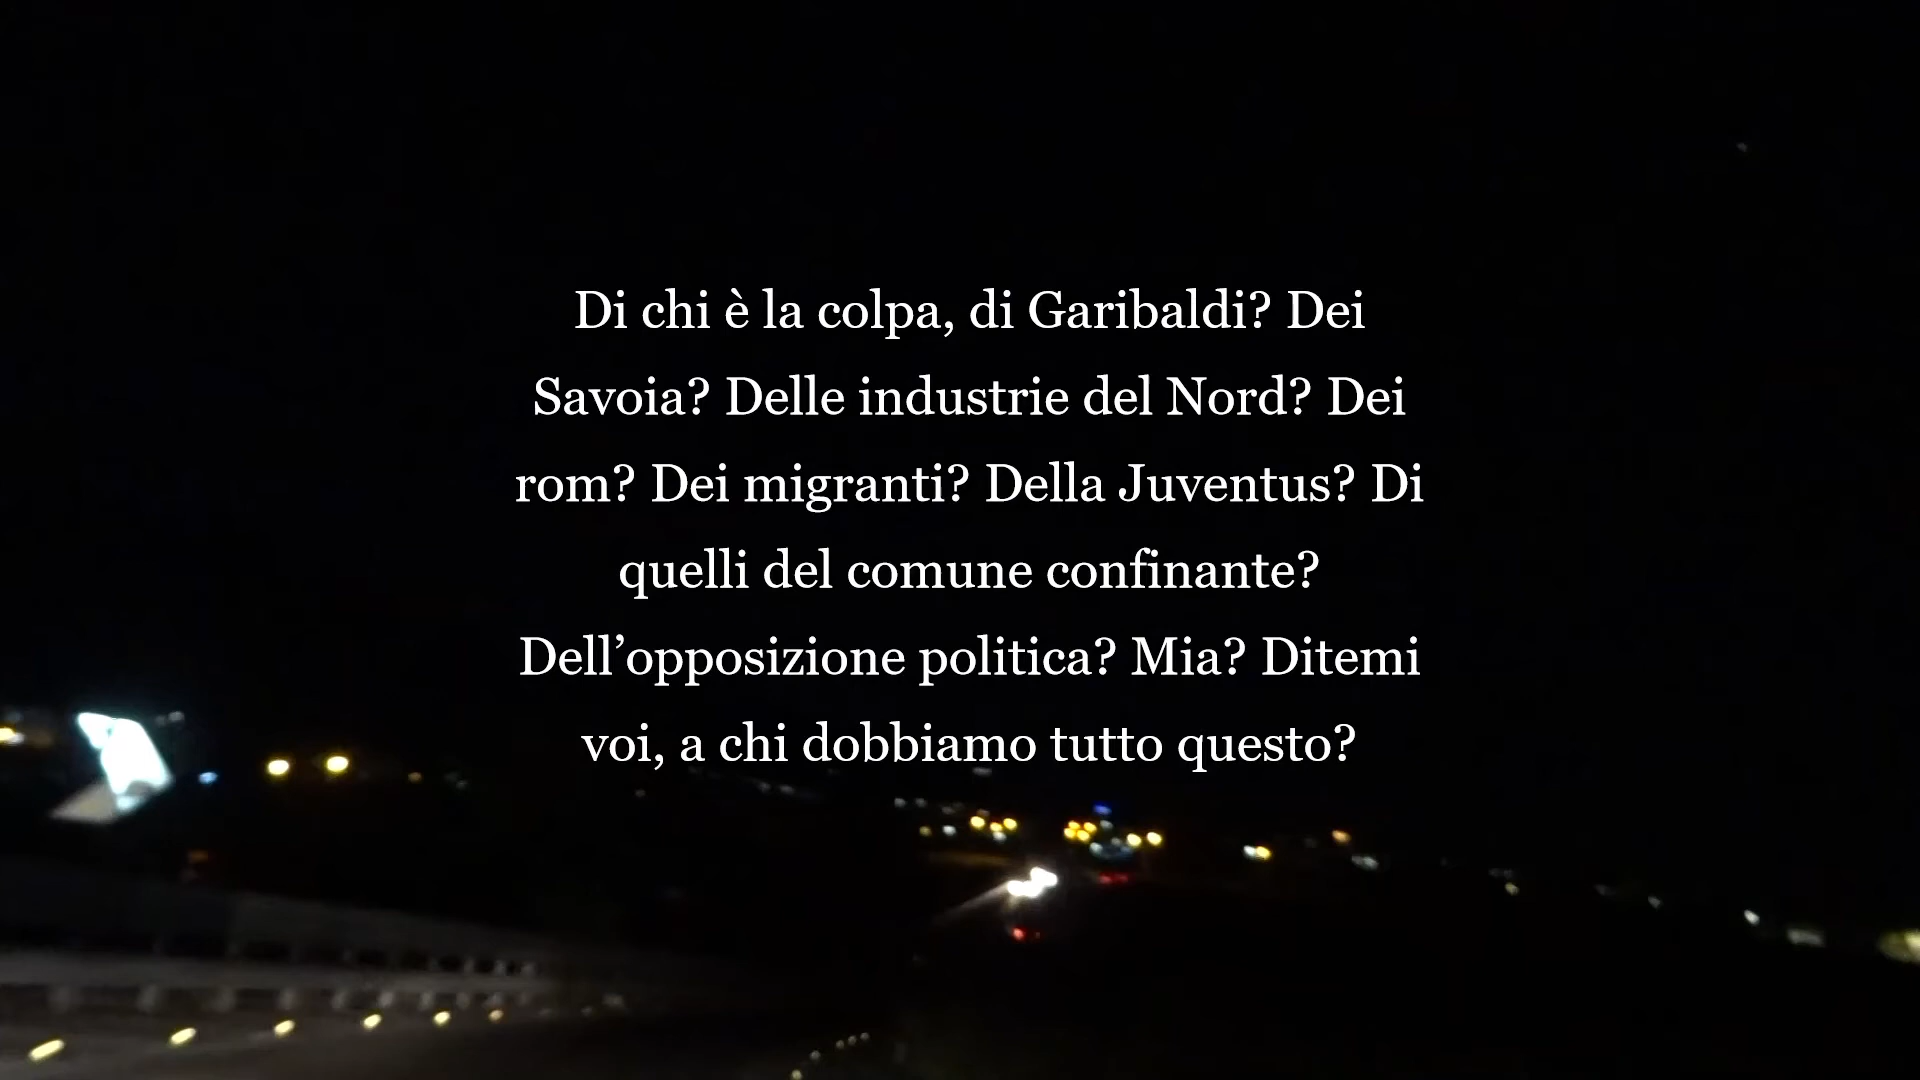 Di chi è la colpa, di Garibaldi? Dei
Savoia? Delle industrie del Nord? Dei
rom? Dei migranti? Della Juventus? Di
quelli del comune confinante?
Dell’opposizione politica? Mia? Ditemi
voi, a chi dobbiamo tutto questo?